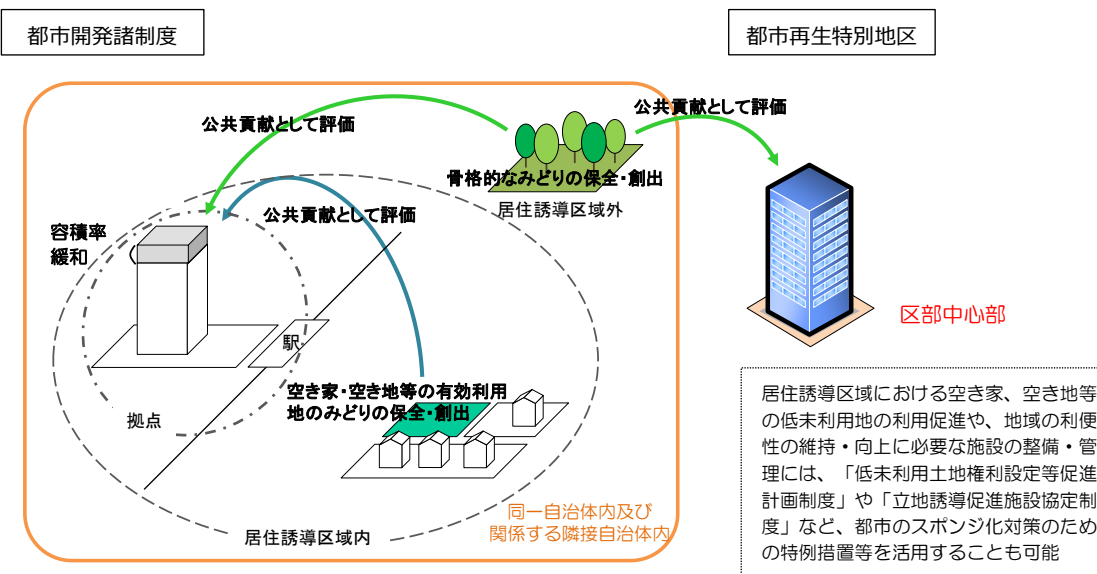 都市開発諸制度
都市再生特別地区
公共貢献として評価
公共貢献として評価
骨格的なみどりの保全・創出
居住誘導区域外
公共貢献として評価
容積率
緩和
区部中心部
駅
空き家・空き地等の有効利用
地のみどりの保全・創出
拠点
居住誘導区域内
同一自治体内及び
関係する隣接自治体内
居住誘導区域における空き家、空き地等
の低未利用地の利用促進や、地域の利便
性の維持・向上に必要な施設の整備・管
理には、「低未利用土地権利設定等促進
計画制度」や「立地誘導促進施設協定制
度」など、都市のスポンジ化対策のため
の特例措置等を活用することも可能